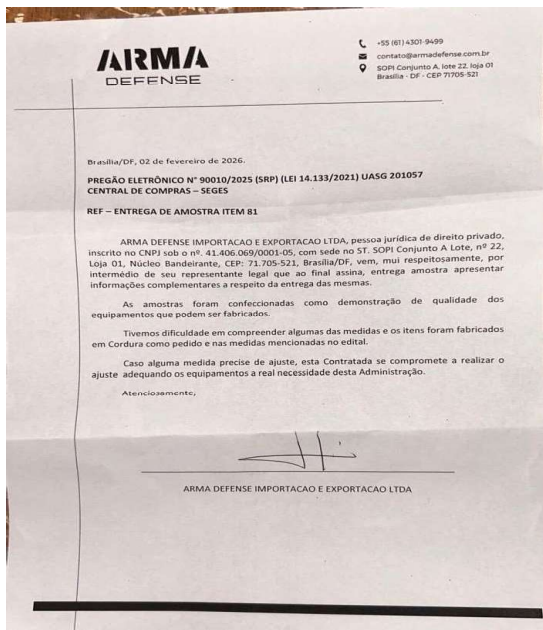 ARMA
DEFENSE
+55 (61) 4301-9499
contato@armadefense.com.br
SOPI Conjunto A, lote 22, loja 01
Brasília - DF - CEP 71705-521
Brasília/DF, 02 de fevereiro de 2026.
PREGÃO ELETRÔNICO N° 90010/2025 (SRP) (LEI 14.133/2021) UASG 201057
CENTRAL DE COMPRAS – SEGES
REF – ENTREGA DE AMOSTRA ITEM 81
ARMA DEFENSE IMPORTACAO E EXPORTACAO LTDA, pessoa jurídica de direito privado,
inscrito no CNPJ sob o nº. 41.406.069/0001-05, com sede no ST. SOPI Conjunto A Lote, nº 22,
Loja 01, Núcleo Bandeirante, CEP: 71.705-521, Brasília/DF, vem, mui respeitosamente, por
intermédio de seu representante legal que ao final assina, entrega amostra apresentar
informações complementares a respeito da entrega das mesmas.
As amostras foram confeccionadas como demonstração de qualidade dos
equipamentos que podem ser fabricados.
Tivemos dificuldade em compreender algumas das medidas e os itens foram fabricados
em Cordura como pedido e nas medidas mencionadas no edital.
Caso alguma medida precise de ajuste, esta Contratada se compromete a realizar o
ajuste adequando os equipamentos a real necessidade desta Administração.
Atenciosamente,
ARMA DEFENSE IMPORTACAO E EXPORTACAO LTDA